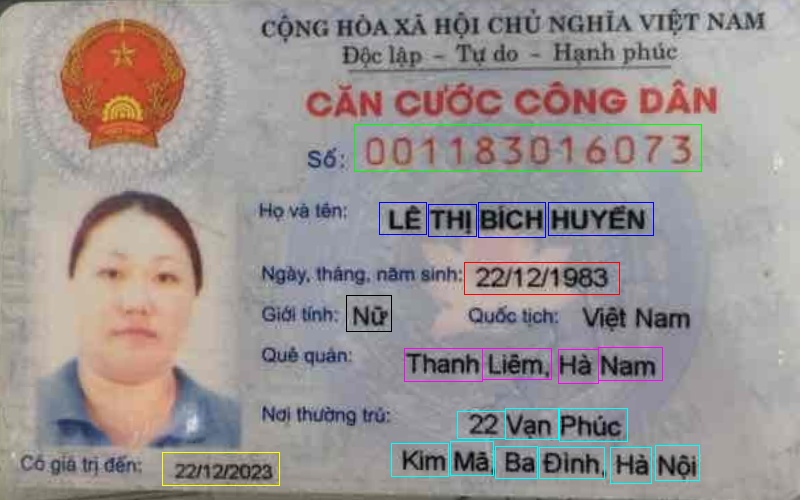 CỘNG HÒA XÃ HỘI CHỦ NGHĨA VIỆT NAM
Độc lập – Tự do – Hạnh phúc
CĂN CƯỚC CÔNG DÂN
Số: 001183016073
Họ và tên: LÊ THỊ BÍCH HUYỀN
Ngày, tháng, năm sinh: 22/12/1983
Giới tính: Nữ Quốc tịch: Việt Nam
Quê quán: Thanh Liêm, Hà Nam
Nơi thường trú: 22 Vạn Phúc
Kim Mã, Ba Đình, Hà Nội
Có giá trị đến: 22/12/2023